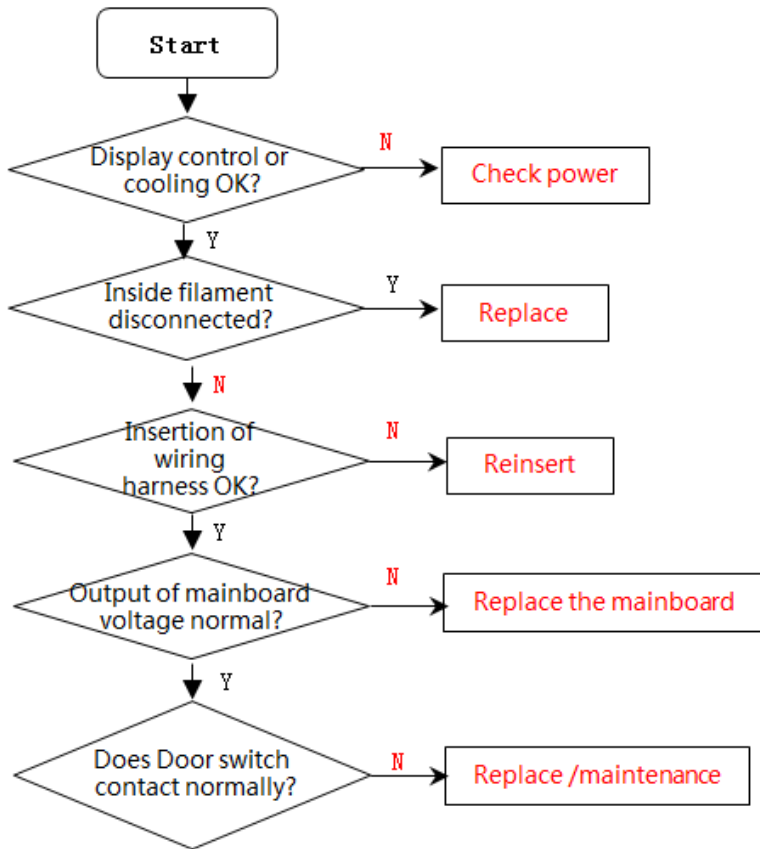 Start
Display control or
cooling OK?
N
Check power
Y
Inside filament
disconnected?
Y
Replace
N
Insertion of
wiring
harness OK?
N
Reinsert
Y
Output of mainboard
voltage normal?
N
Replace the mainboard
Y
Does Door switch
contact normally?
N
Replace /maintenance